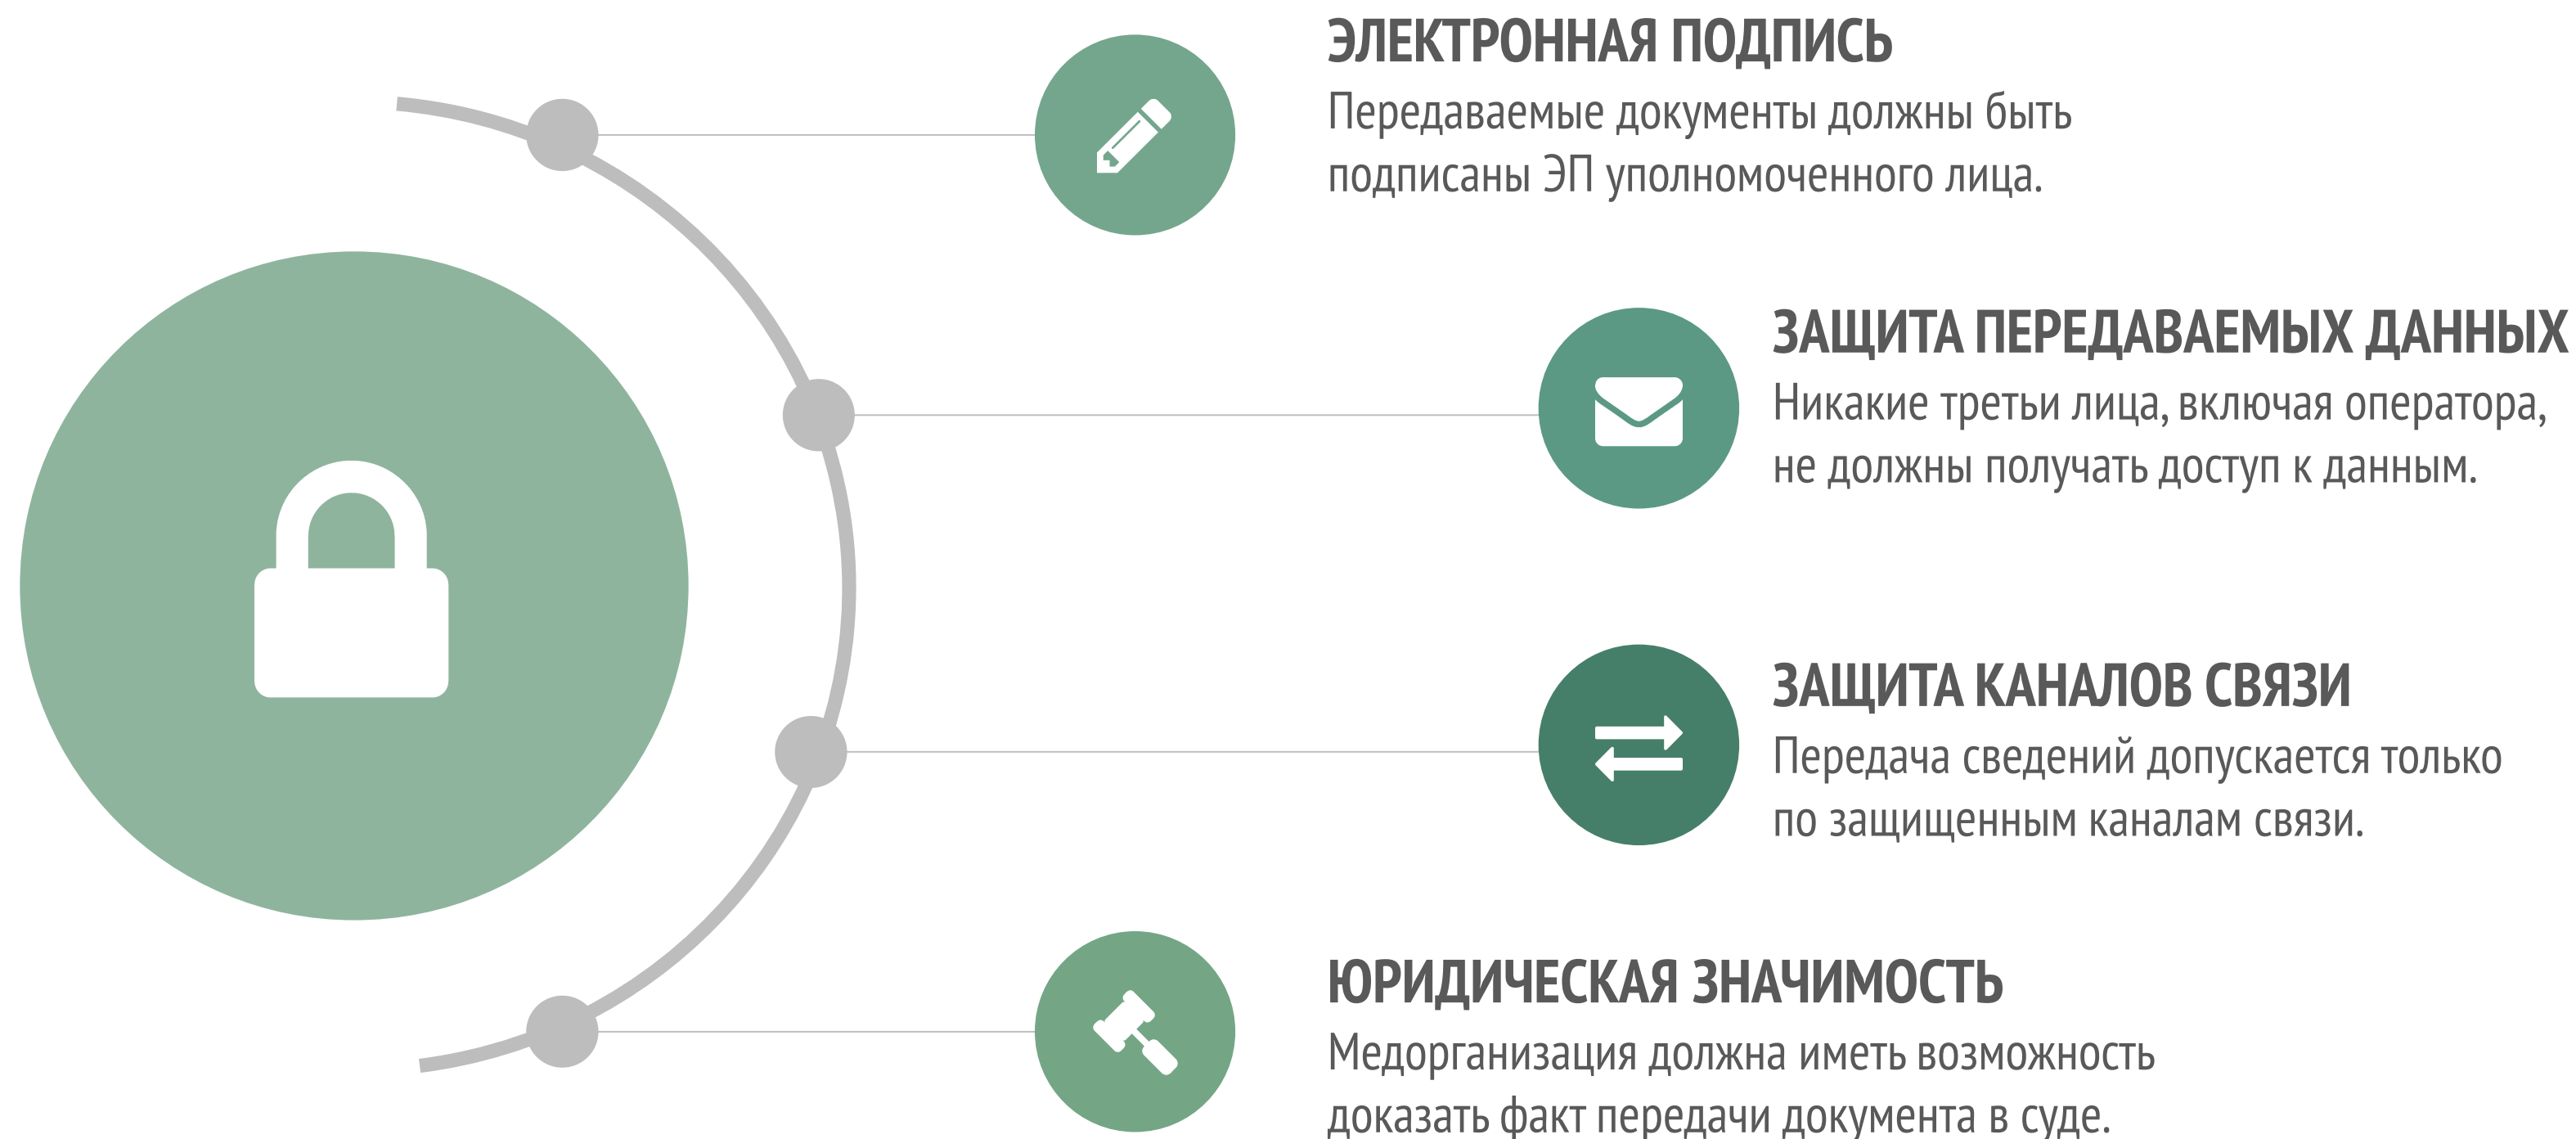 ЭЛЕКТРОННАЯ ПОДПИСЬ
Передаваемые документы должны быть
подписаны ЭП уполномоченного лица.
ЗАЩИТА ПЕРЕДАВАЕМЫХ ДАННЫХ
Никакие третьи лица, включая оператора,
не должны получать доступ к данным.
ЗАЩИТА КАНАЛОВ СВЯЗИ
Передача сведений допускается только
по защищенным каналам связи.
ЮРИДИЧЕСКАЯ ЗНАЧИМОСТЬ
Медорганизация должна иметь возможность
доказать факт передачи документа в суде.